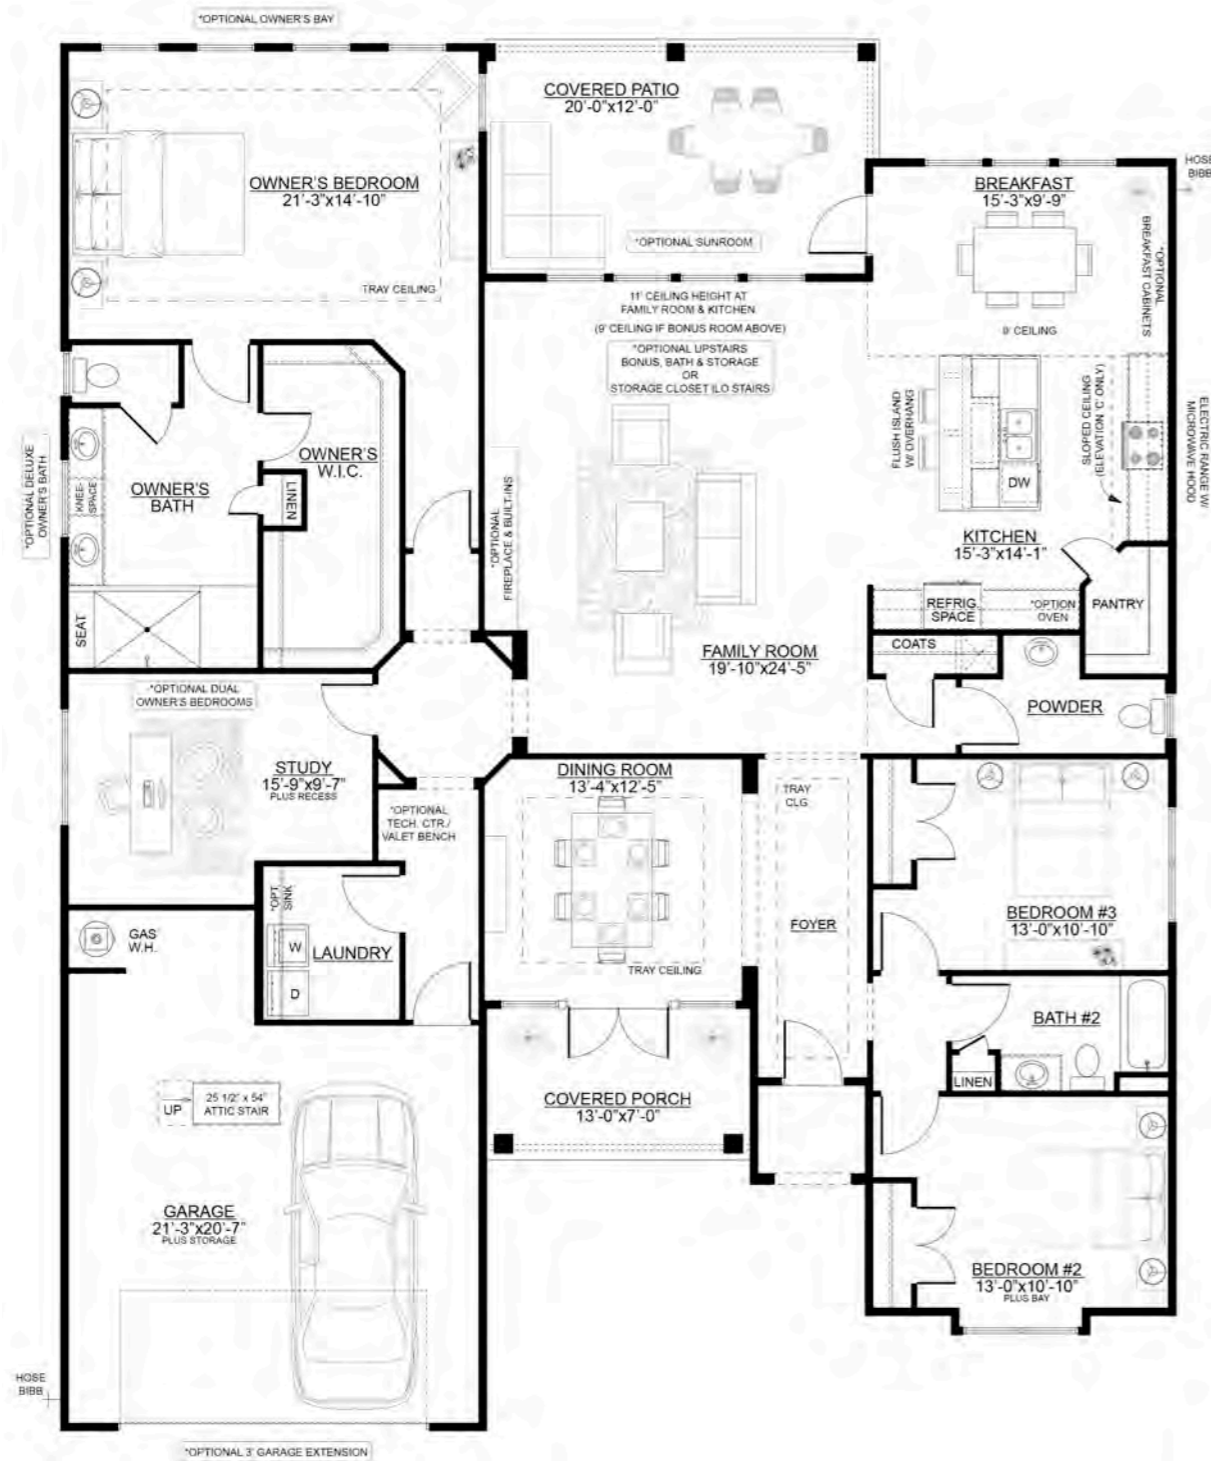 *OPTIONAL OWNER'S BAY
COVERED PATIO
20'-0"x12'-0"
OWNER'S BEDROOM
21'-3"x14'-10"
TRAY CEILING
*OPTIONAL SUNROOM
BREAKFAST
15'-3"x9'-9"
HOSE
BIBB
*OPTIONAL
BREAKFAST CABINETS
9' CEILING
11' CEILING HEIGHT AT
FAMILY ROOM & KITCHEN
(9' CEILING IF BONUS ROOM ABOVE)
*OPTIONAL UPSTAIRS
BONUS, BATH & STORAGE
OR
STORAGE CLOSET ILO STAIRS
FLUSH ISLAND
W/ OVERHANG
SLOPED CEILING
(ELEVATION 'C' ONLY)
ELECTRIC RANGE W/
MICROWAVE HOOD
DW
KITCHEN
15'-3"x14'-1"
*OPTIONAL DELUXE
OWNER'S BATH
KNEE-
SPACE
OWNER'S
BATH
LINEN
OWNER'S
W.I.C.
SEAT
*OPTIONAL
FIREPLACE & BUILT-INS
REFRIG.
SPACE
*OPTION
OVEN
PANTRY
FAMILY ROOM
19'-10"x24'-5"
COATS
POWDER
*OPTIONAL DUAL
OWNER'S BEDROOMS
STUDY
15'-9"x9'-7"
PLUS RECESS
*OPTIONAL
TECH. CTR./
VALET BENCH
DINING ROOM
13'-4"x12'-5"
TRAY CEILING
TRAY
CLG.
FOYER
BEDROOM #3
13'-0"x10'-10"
GAS
W.H.
*OPT.
SINK
W
D
LAUNDRY
BATH #2
LINEN
COVERED PORCH
13'-0"x7'-0"
UP
25 1/2" x 54"
ATTIC STAIR
GARAGE
21'-3"x20'-7"
PLUS STORAGE
BEDROOM #2
13'-0"x10'-10"
PLUS BAY
HOSE
BIBB
*OPTIONAL 3' GARAGE EXTENSION